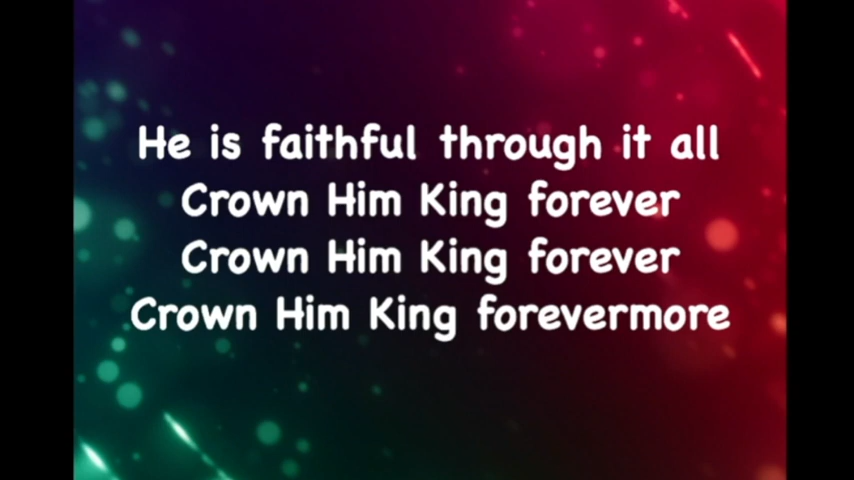 He is faithful through it all
Crown Him King forever
Crown Him King forever
Crown Him King forevermore